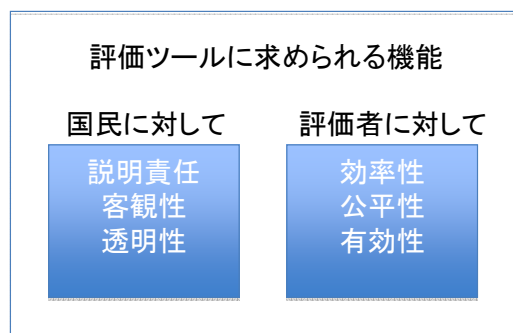 評価ツールに求められる機能
国民に対して
説明責任
客観性
透明性
評価者に対して
効率性
公平性
有効性